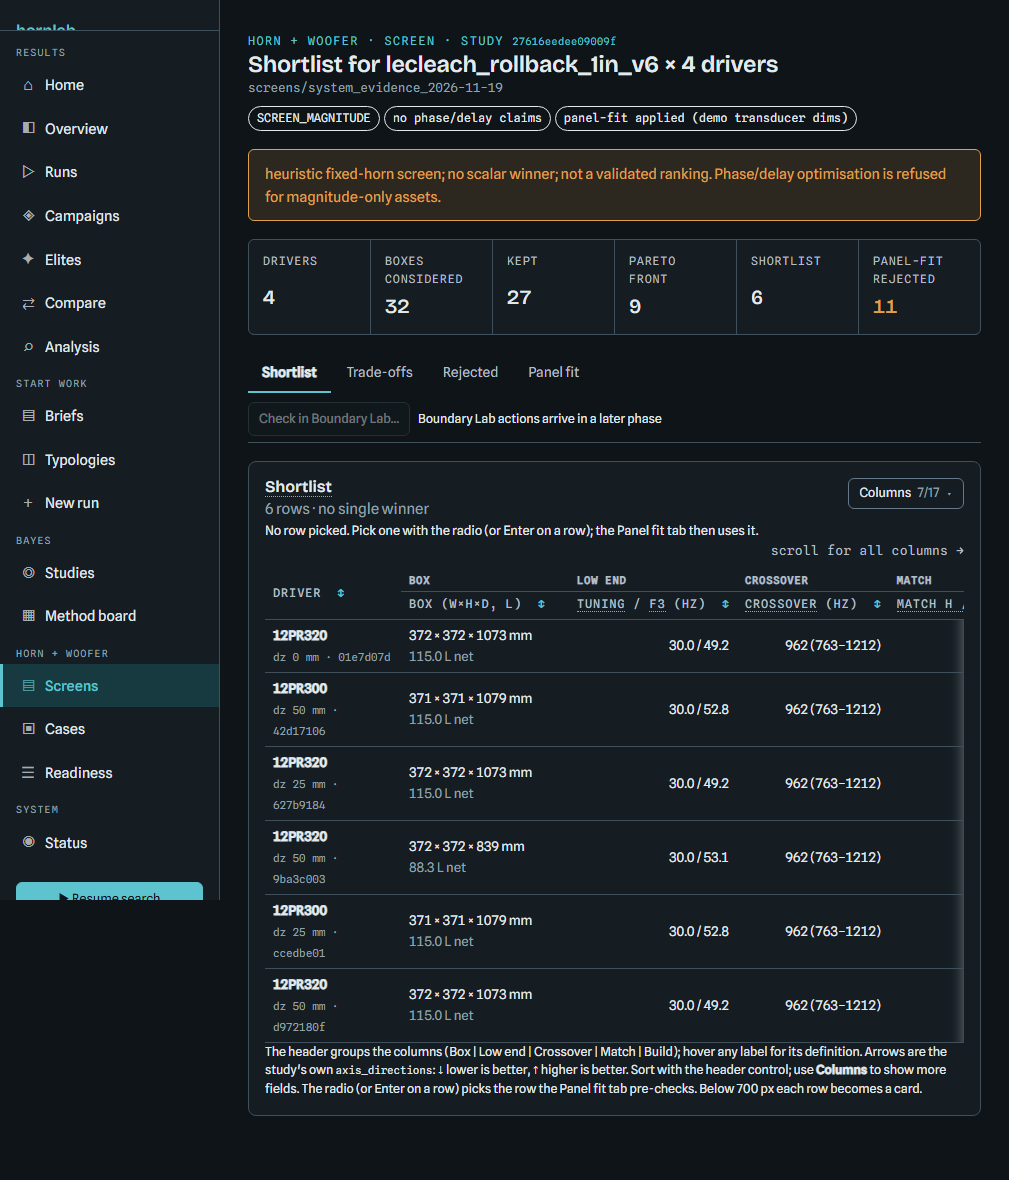 RESULTS
Home
Overview
Runs
Campaigns
Elites
Compare
Analysis
START WORK
Briefs
Typologies
New run
BAYES
Studies
Method board
HORN + WOOFER
Screens
Cases
Readiness
SYSTEM
Status
Resume search
HORN + WOOFER · SCREEN · STUDY 27616eedee09009f
Shortlist for lecleach_rollback_1in_v6 × 4 drivers
screens/system_evidence_2026-11-19
SCREEN_MAGNITUDE
no phase/delay claims
panel-fit applied (demo transducer dims)
heuristic fixed-horn screen; no scalar winner; not a validated ranking. Phase/delay optimisation is refused
for magnitude-only assets.
DRIVERS
4
BOXES
CONSIDERED
32
KEPT
27
PARETO
FRONT
9
SHORTLIST
6
PANEL-FIT
REJECTED
11
Shortlist
Trade-offs
Rejected
Panel fit
Check in Boundary Lab…
Boundary Lab actions arrive in a later phase
Shortlist
6 rows · no single winner
Columns 7/17
No row picked. Pick one with the radio (or Enter on a row); the Panel fit tab then uses it.
scroll for all columns →
DRIVER ↕
BOX
LOW END
CROSSOVER
MATCH
BOX (W×H×D, L) ↕
TUNING / F3 (HZ) ↕
CROSSOVER (HZ) ↕
MATCH H /
12PR320
dz 0 mm · 01e7d07d
372 × 372 × 1073 mm
115.0 L net
30.0 / 49.2
962 (763–1212)
12PR300
dz 50 mm ·
42d17106
371 × 371 × 1079 mm
115.0 L net
30.0 / 52.8
962 (763–1212)
12PR320
dz 25 mm ·
627b9184
372 × 372 × 1073 mm
115.0 L net
30.0 / 49.2
962 (763–1212)
12PR320
dz 50 mm ·
9ba3c003
372 × 372 × 839 mm
88.3 L net
30.0 / 53.1
962 (763–1212)
12PR300
dz 25 mm ·
ccedbe01
371 × 371 × 1079 mm
115.0 L net
30.0 / 52.8
962 (763–1212)
12PR320
dz 50 mm ·
d972180f
372 × 372 × 1073 mm
115.0 L net
30.0 / 49.2
962 (763–1212)
The header groups the columns (Box | Low end | Crossover | Match | Build); hover any label for its definition. Arrows are the
study's own axis_directions: ↓ lower is better, ↑ higher is better. Sort with the header control; use Columns to show more
fields. The radio (or Enter on a row) picks the row the Panel fit tab pre-checks. Below 700 px each row becomes a card.